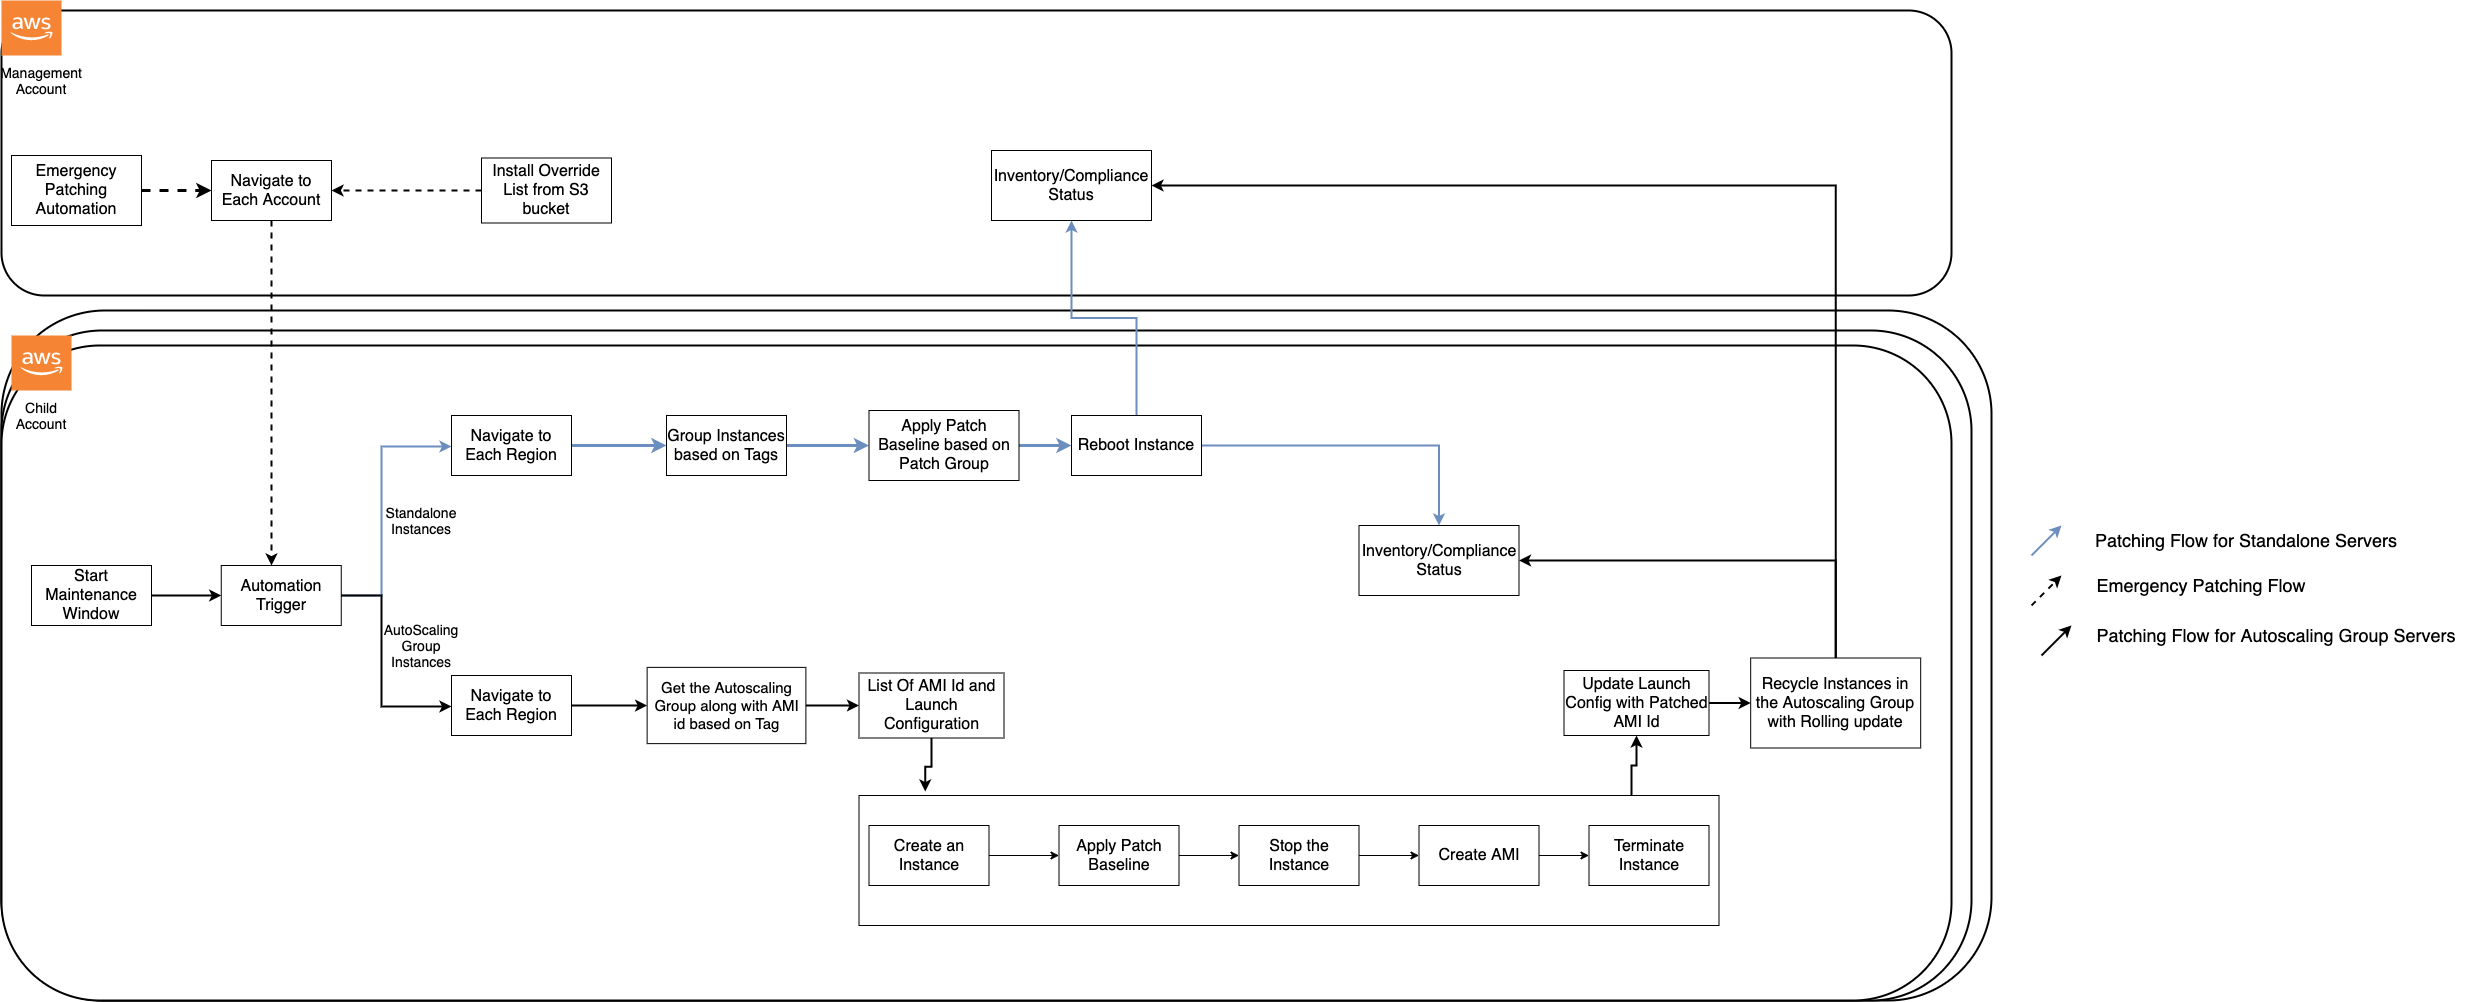 aws
Management
Account
Emergency
Patching
Automation
Navigate to
Each Account
Install Override
List from S3
bucket
Inventory/Compliance
Status
aws
Child
Account
Navigate to
Each Region
Group Instances
based on Tags
Apply Patch
Baseline based on
Patch Group
Reboot Instance
Standalone
Instances
Inventory/Compliance
Status
Start
Maintenance
Window
Automation
Trigger
AutoScaling
Group
Instances
Navigate to
Each Region
Get the Autoscaling
Group along with AMI
id based on Tag
List Of AMI Id and
Launch
Configuration
Update Launch
Config with Patched
AMI Id
Recycle Instances in
the Autoscaling Group
with Rolling update
Create an
Instance
Apply Patch
Baseline
Stop the
Instance
Create AMI
Terminate
Instance
Patching Flow for Standalone Servers
Emergency Patching Flow
Patching Flow for Autoscaling Group Servers